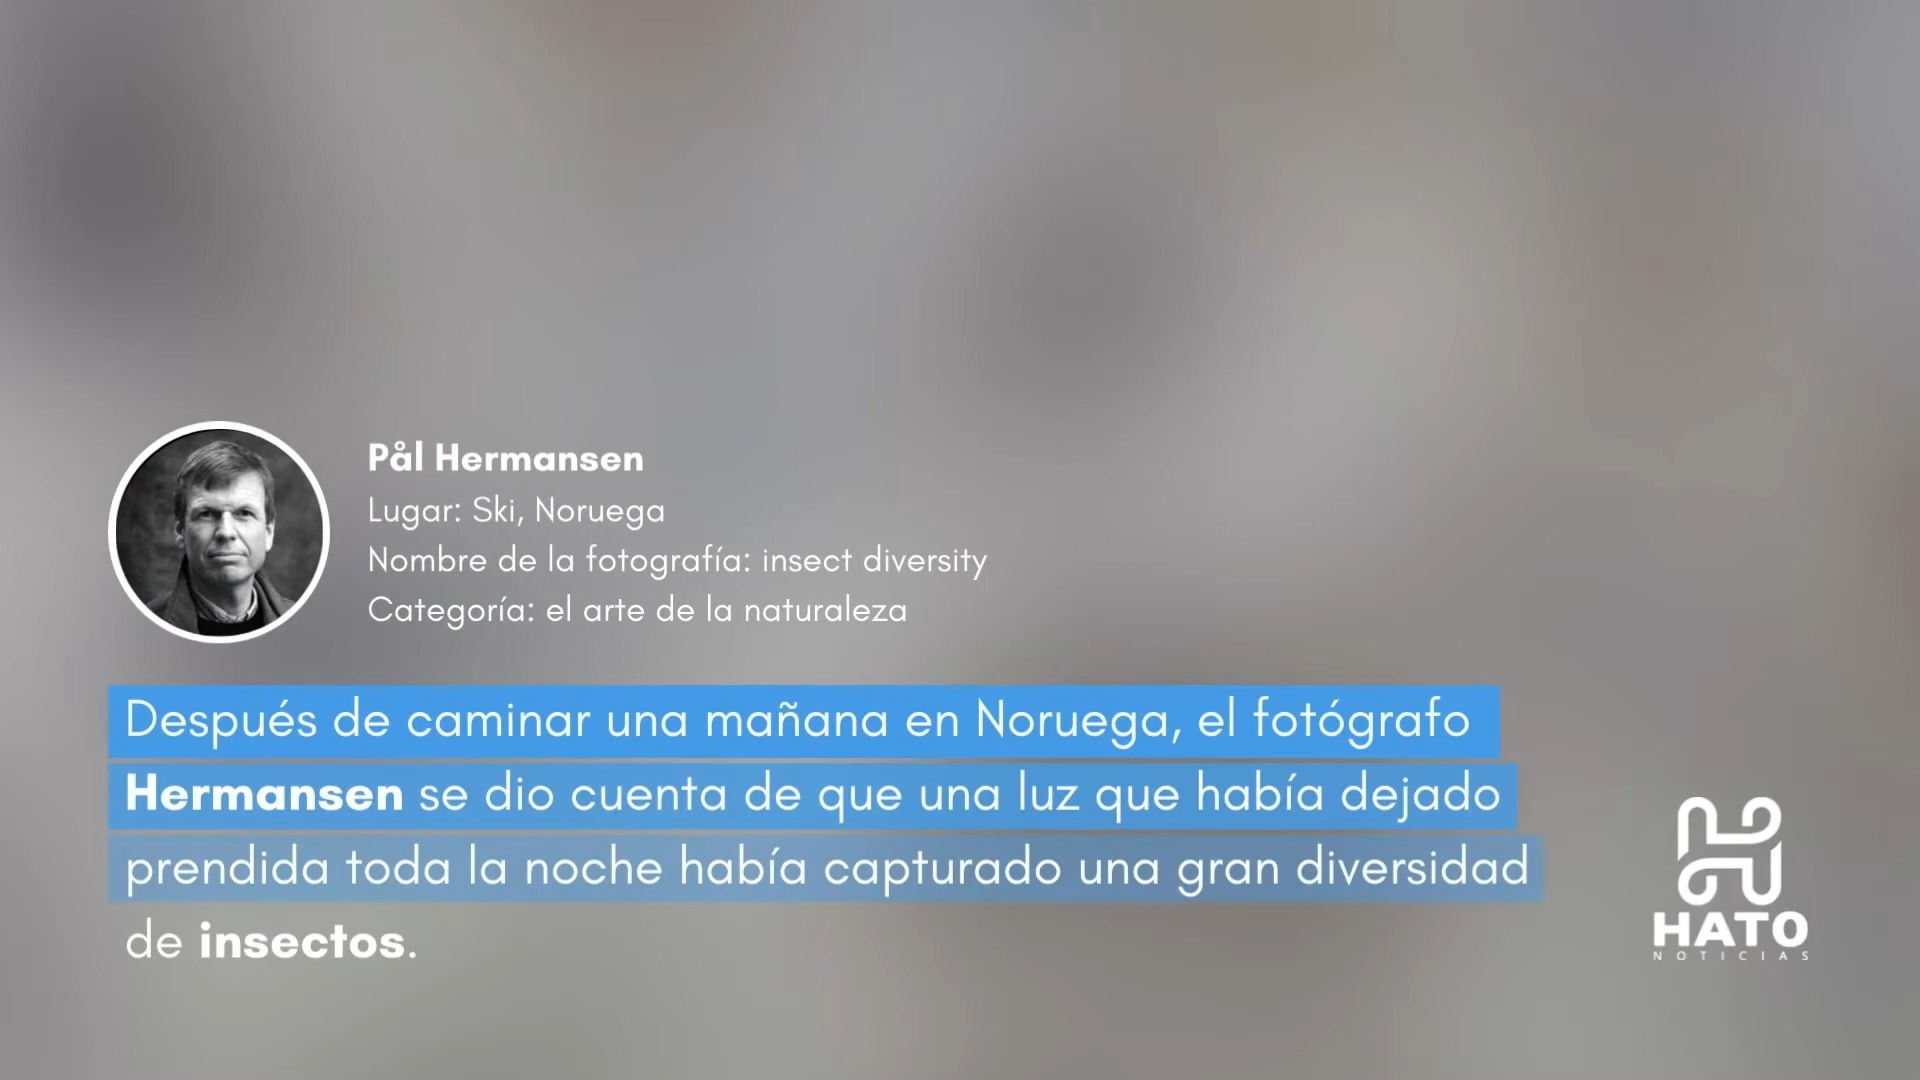 Pål Hermansen
Lugar: Ski, Noruega
Nombre de la fotografía: insect diversity
Categoría: el arte de la naturaleza
Después de caminar una mañana en Noruega, el fotógrafo
Hermansen se dio cuenta de que una luz que había dejado
prendida toda la noche había capturado una gran diversidad
de insectos.
HATO
NOTICIAS